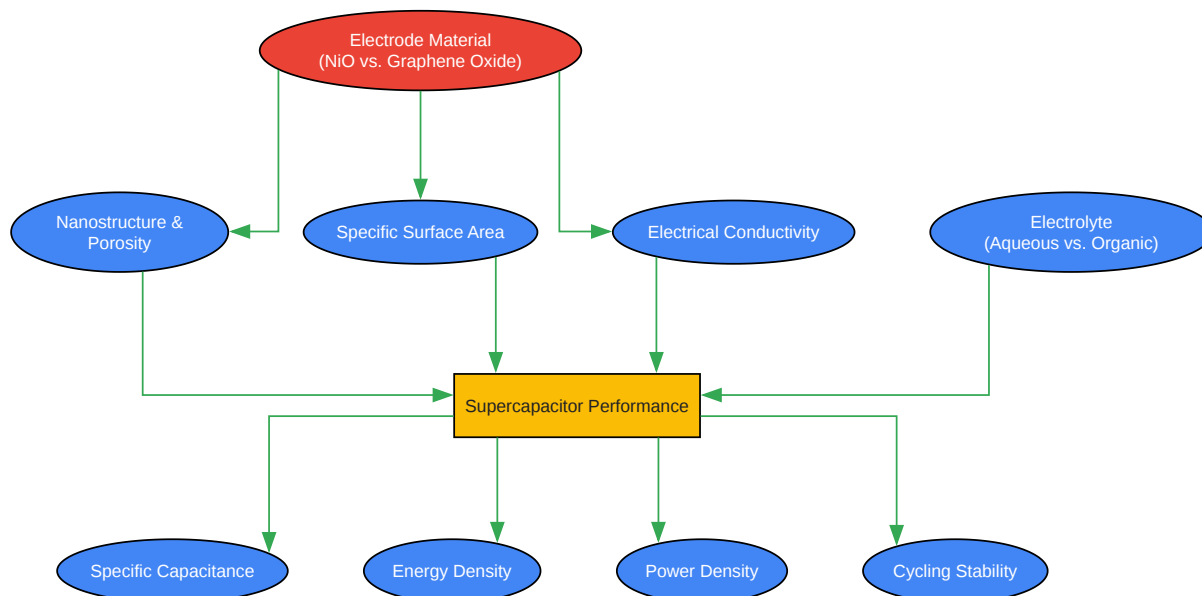 Electrode Material
(NiO vs. Graphene Oxide)
Nanostructure &
Porosity
Specific Surface Area
Electrical Conductivity
Electrolyte
(Aqueous vs. Organic)
Supercapacitor Performance
Specific Capacitance
Energy Density
Power Density
Cycling Stability